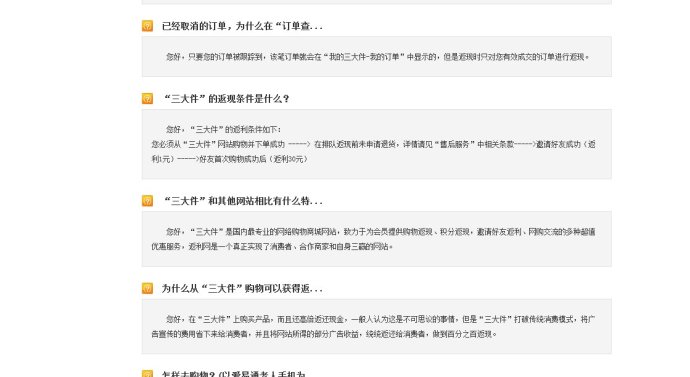 已经取消的订单，为什么在“订单查...
您好，只要您的订单被跟踪到，该笔订单就会在“我的三大件-我的订单”中显示的，但是返现时只对您有效成交的订单进行返现。
“三大件”的返现条件是什么？
您好，“三大件”的返利条件如下：
您必须从“三大件”网站购物并下单成功 -----> 在排队返现前未申请退货，详情请见“售后服务”中相关条款----->邀请好友成功（返
利1元）----->好友首次购物成功后（返利30元）
“三大件”和其他网站相比有什么特...
您好，“三大件”是国内最专业的网络购物商城网站，致力于为会员提供购物返现、积分返现，邀请好友返利、网购交流的多种超值
优惠服务，返利网是一个真正实现了消费者、合作商家和自身三赢的网站。
为什么从“三大件”购物可以获得返...
您好，在“三大件”上购买产品，而且还高倍返还现金，一般人认为这是不可思议的事情，但是“三大件”打破传统消费模式，将广
告宣传的费用省下来给消费者，并且将网站所得的部分广告收益，统统返还给消费者，做到百分之百返现。
怎样去购物？(以爱易通老人手机为